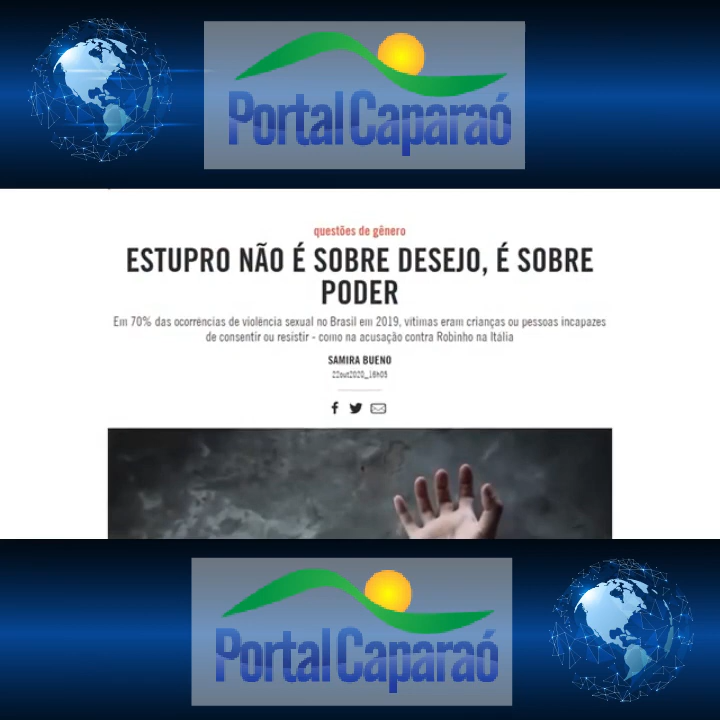 Portal Caparaó
questões de gênero
ESTUPRO NÃO É SOBRE DESEJO, É SOBRE
PODER
Em 70% das ocorrências de violência sexual no Brasil em 2019, vítimas eram crianças ou pessoas incapazes
de consentir ou resistir - como na acusação contra Robinho na Itália
SAMIRA BUENO
22out2020_16h05
Portal Caparaó